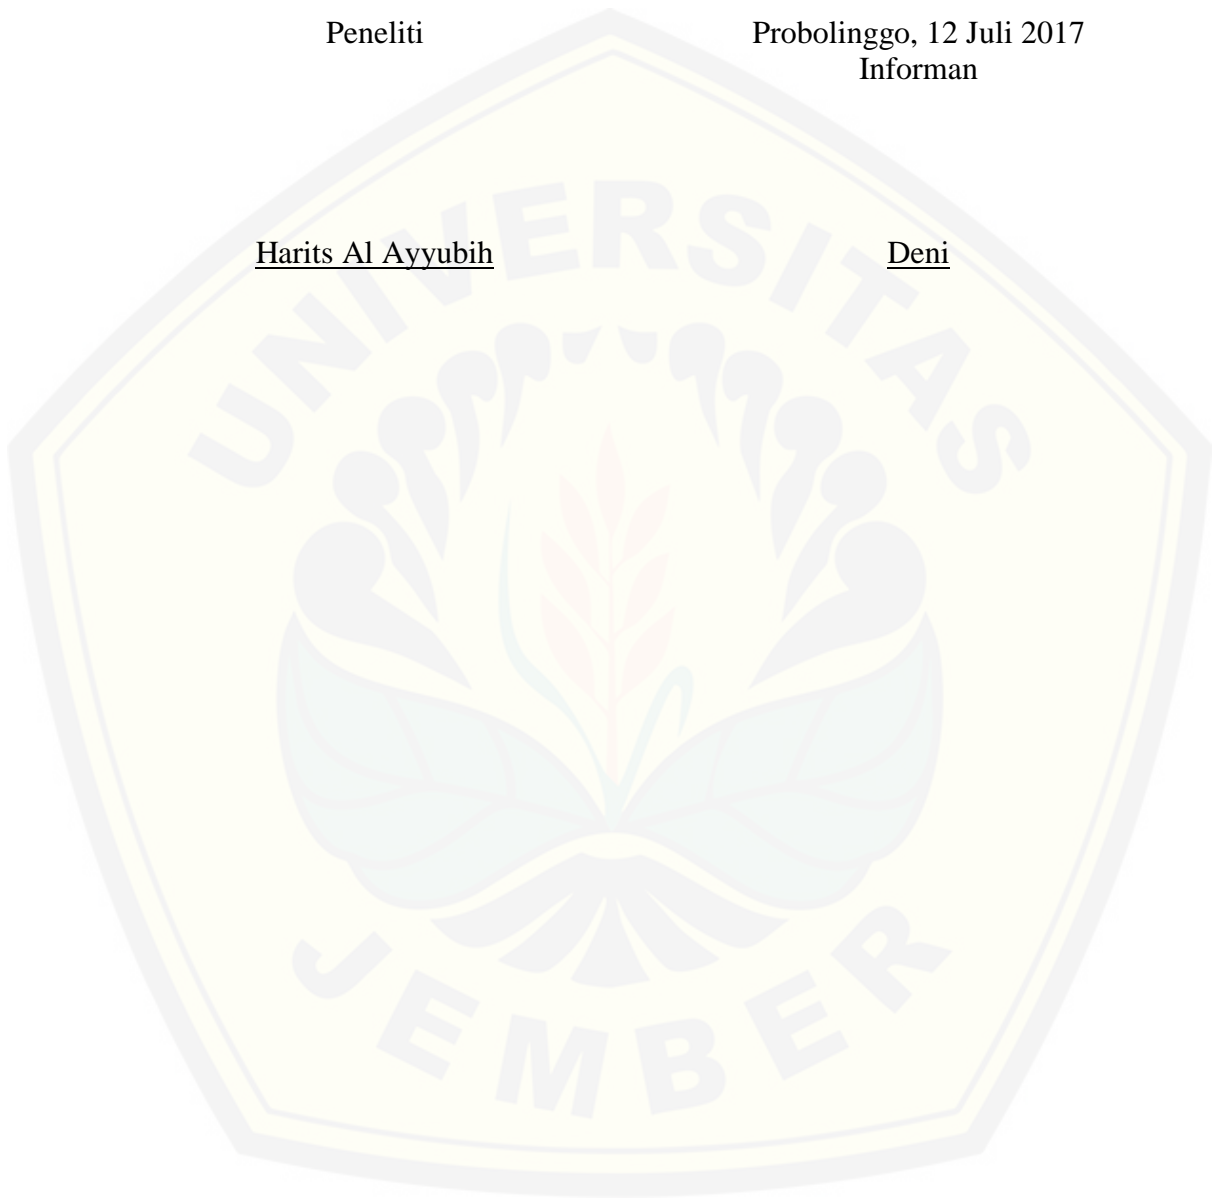 Peneliti
Probolinggo, 12 Juli 2017
Informan
Harits Al Ayyubih
Deni
UNIVERSITAS
JEMBER